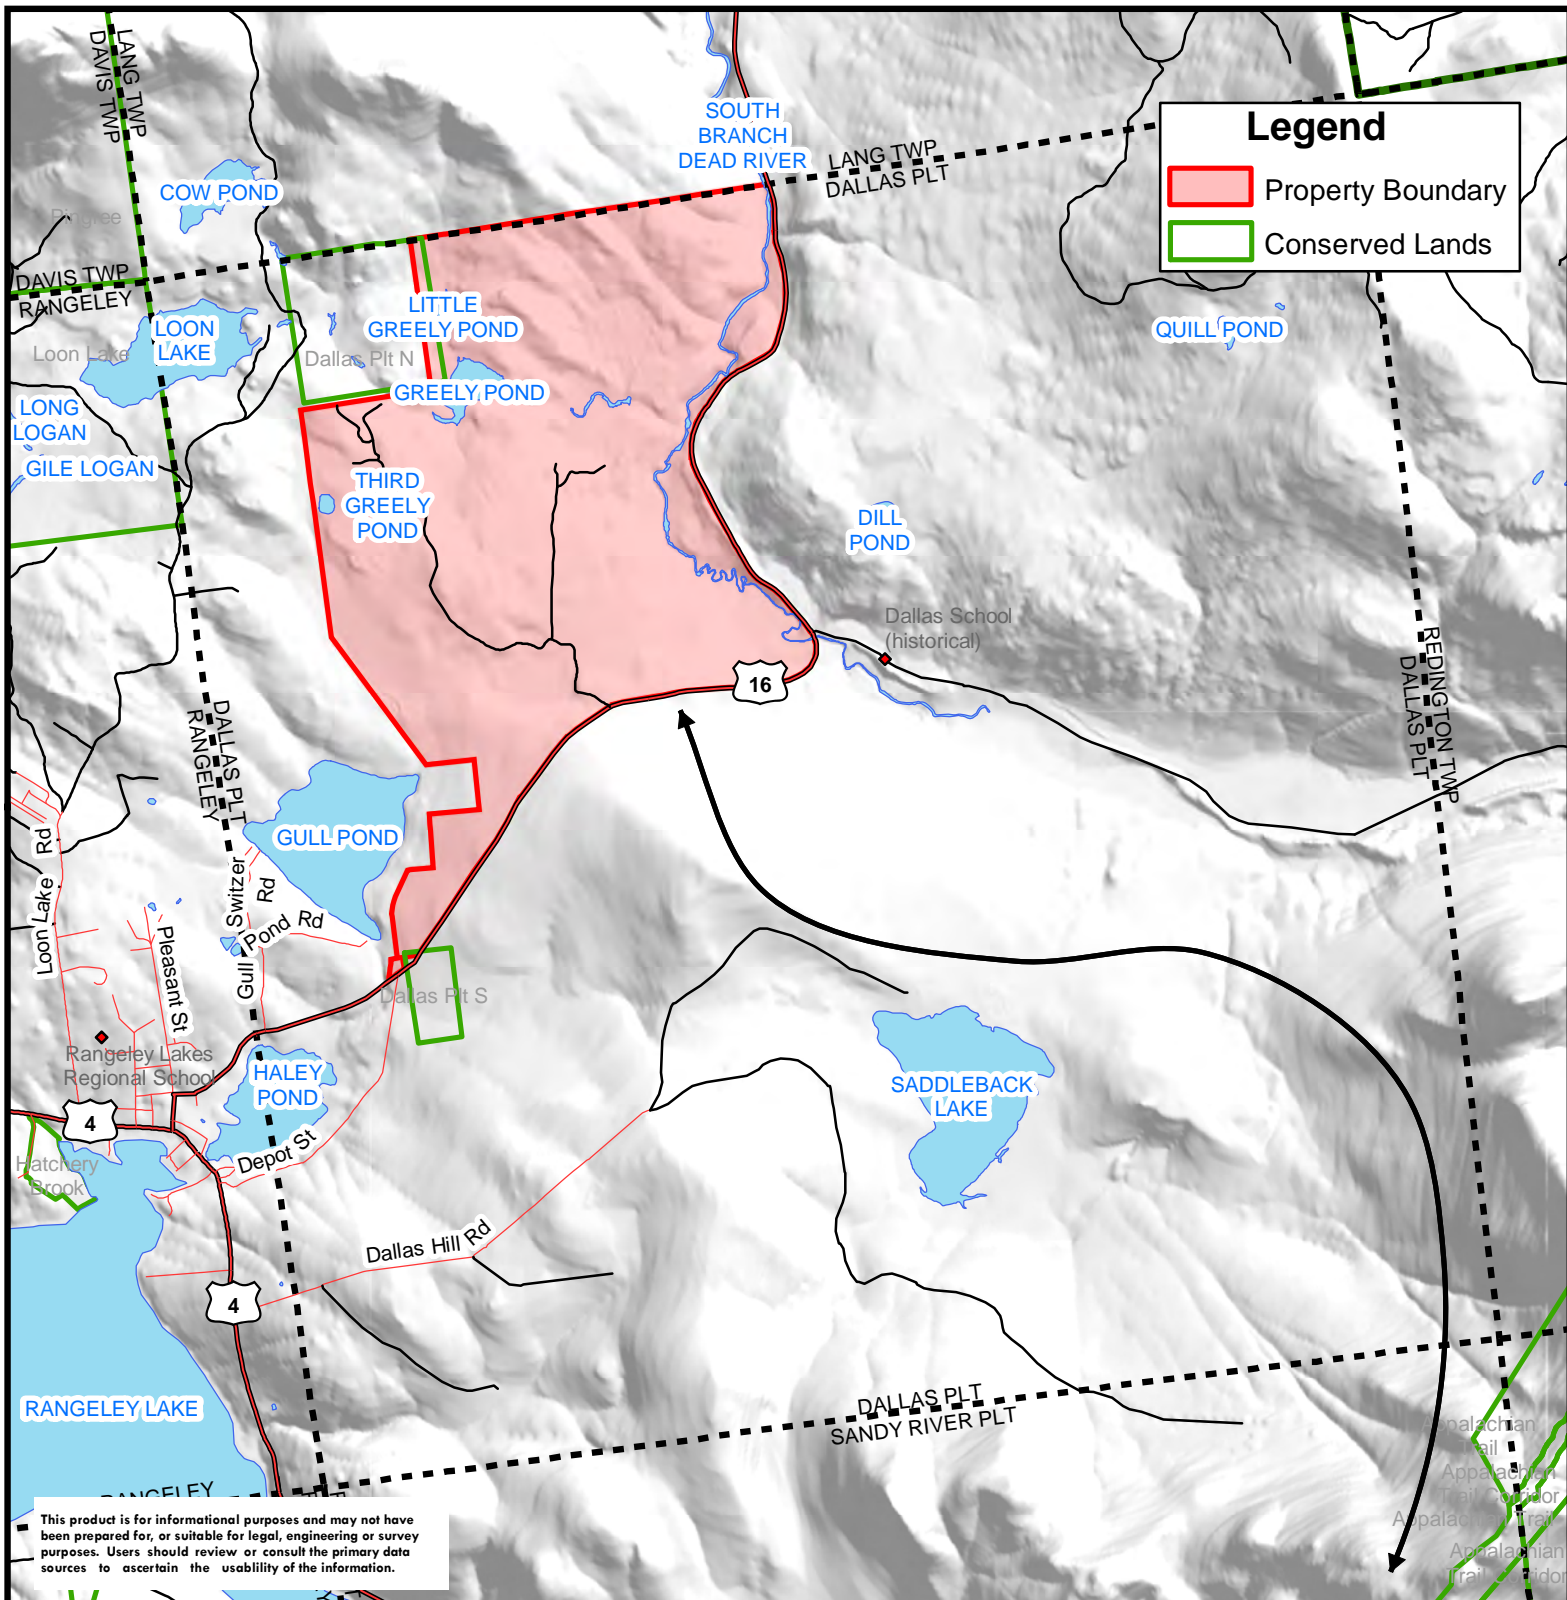 LANG TWP
DAVIS TWP
SOUTH
BRANCH
DEAD RIVER
LANG TWP
DALLAS PLT
Legend
Property Boundary
Conserved Lands
COW POND
Pingree
DAVIS TWP
RANGELEY
LOON
LAKE
Loon Lake
LITTLE
GREELY POND
Dallas Plt N
GREELY POND
QUILL POND
LONG
LOGAN
GILE LOGAN
THIRD
GREELY
POND
DILL
POND
Dallas School
(historical)
REDINGTON TWP
DALLAS PLT
16
DALLAS PLT
RANGELEY
GULL POND
Loon Lake Rd
Switzer
Rd
Gull Pond Rd
Pleasant St
Dallas Plt S
Rangeley Lakes
Regional School
HALEY
POND
SADDLEBACK
LAKE
4
Depot St
Hatchery
Brook
Dallas Hill Rd
4
RANGELEY LAKE
DALLAS PLT
SANDY RIVER PLT
Appalachian
Trail
Appalachian
Trail Corridor
Appalachian Trail
Appalachian
Trail Corridor
RANGELEY
This product is for informational purposes and may not have
been prepared for, or suitable for legal, engineering or survey
purposes. Users should review or consult the primary data
sources to ascertain the usablility of the information.